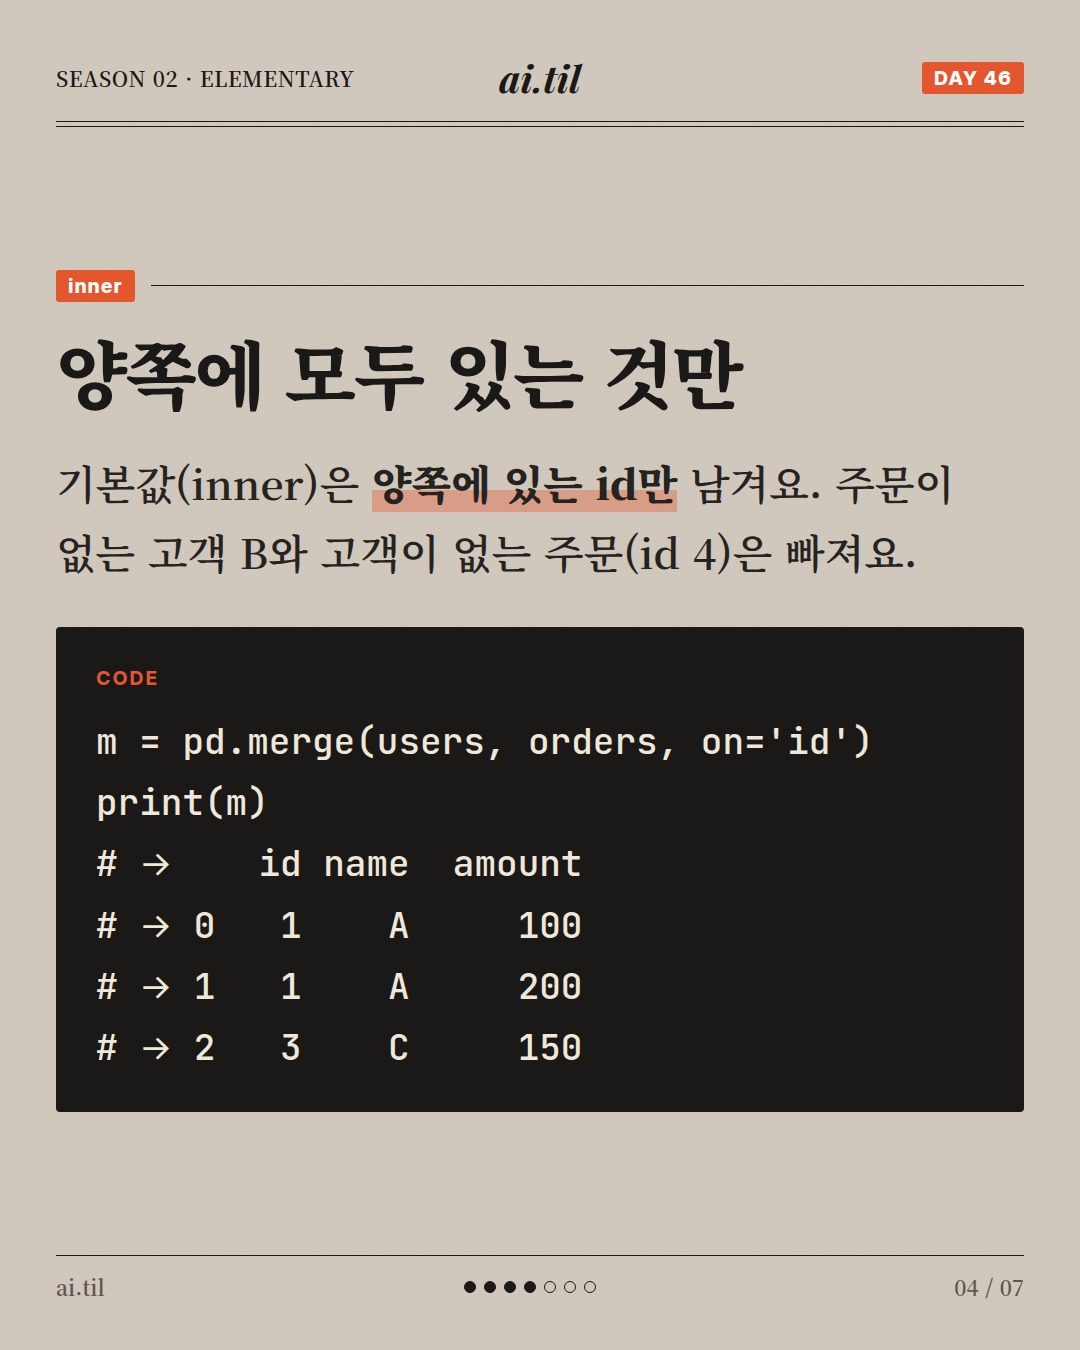 SEASON 02 · ELEMENTARY
ai.til
DAY 46
inner
양쪽에 모두 있는 것만
기본값(inner)은 양쪽에 있는 id만 남겨요. 주문이
없는 고객 B와 고객이 없는 주문(id 4)은 빠져요.
CODE
m = pd.merge(users, orders, on='id')
print(m)
# →    id name  amount
# → 0   1    A     100
# → 1   1    A     200
# → 2   3    C     150
ai.til
04 / 07